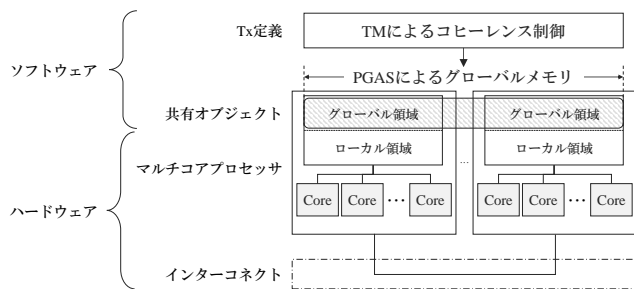 Tx定義
TMによるコヒーレンス制御
ソフトウェア
PGASによるグローバルメモリ
共有オブジェクト
グローバル領域
グローバル領域
ローカル領域
ローカル領域
マルチコアプロセッサ
...
Core
Core
···
Core
Core
Core
···
Core
ハードウェア
インターコネクト